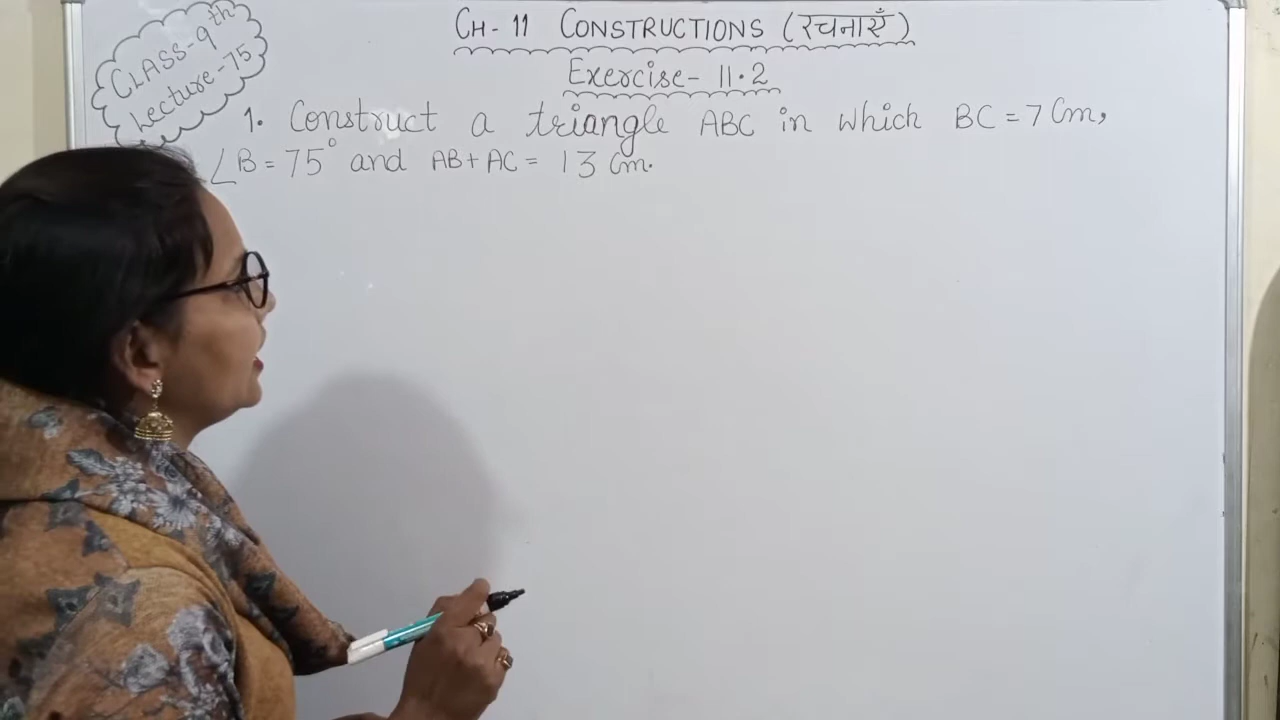 CLASS-9th
Lecture-75
CH-11 CONSTRUCTIONS (रचनाएँ)
Exercise-11.2
1. Construct a triangle ABC in which BC = 7 Cm,
∠B = 75° and AB + AC = 13 Cm.